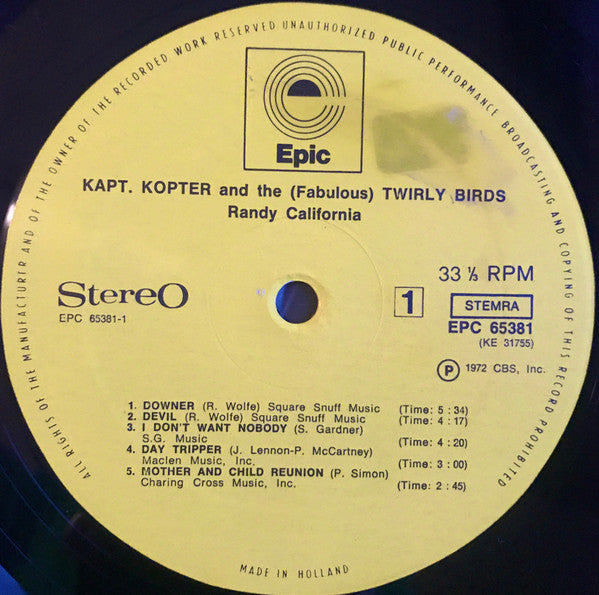 ALL RIGHTS OF THE MANUFACTURIR AND OF THE OWNER OF THE RECORDED WORK RESERVED UNAUTHORIZED PUBLIC PERFORMANCE BROADCASTING AND COPYING OF THIS RECORD PROHIBITED
Epic
KAPT. KOPTER and the (Fabulous) TWIRLY BIRDS
Randy California
Stereo
EPC 65381-1
33 ⅓ RPM
1 STEMRA
EPC 65381
(KE 31755)
Ⓟ 1972 CBS, Inc.
1. DOWNER (R. Wolfe) Square Snuff Music (Time: 5 : 34)
2. DEVIL (R. Wolfe) Square Snuff Music (Time: 4 : 17)
3. I DON'T WANT NOBODY (S. Gardner)
S.G. Music (Time: 4 : 20)
4. DAY TRIPPER (J. Lennon-P. McCartney)
Maclen Music, Inc. (Time: 3 : 00)
5. MOTHER AND CHILD REUNION (P. Simon)
Charing Cross Music, Inc. (Time: 2 : 45)
MADE IN HOLLAND